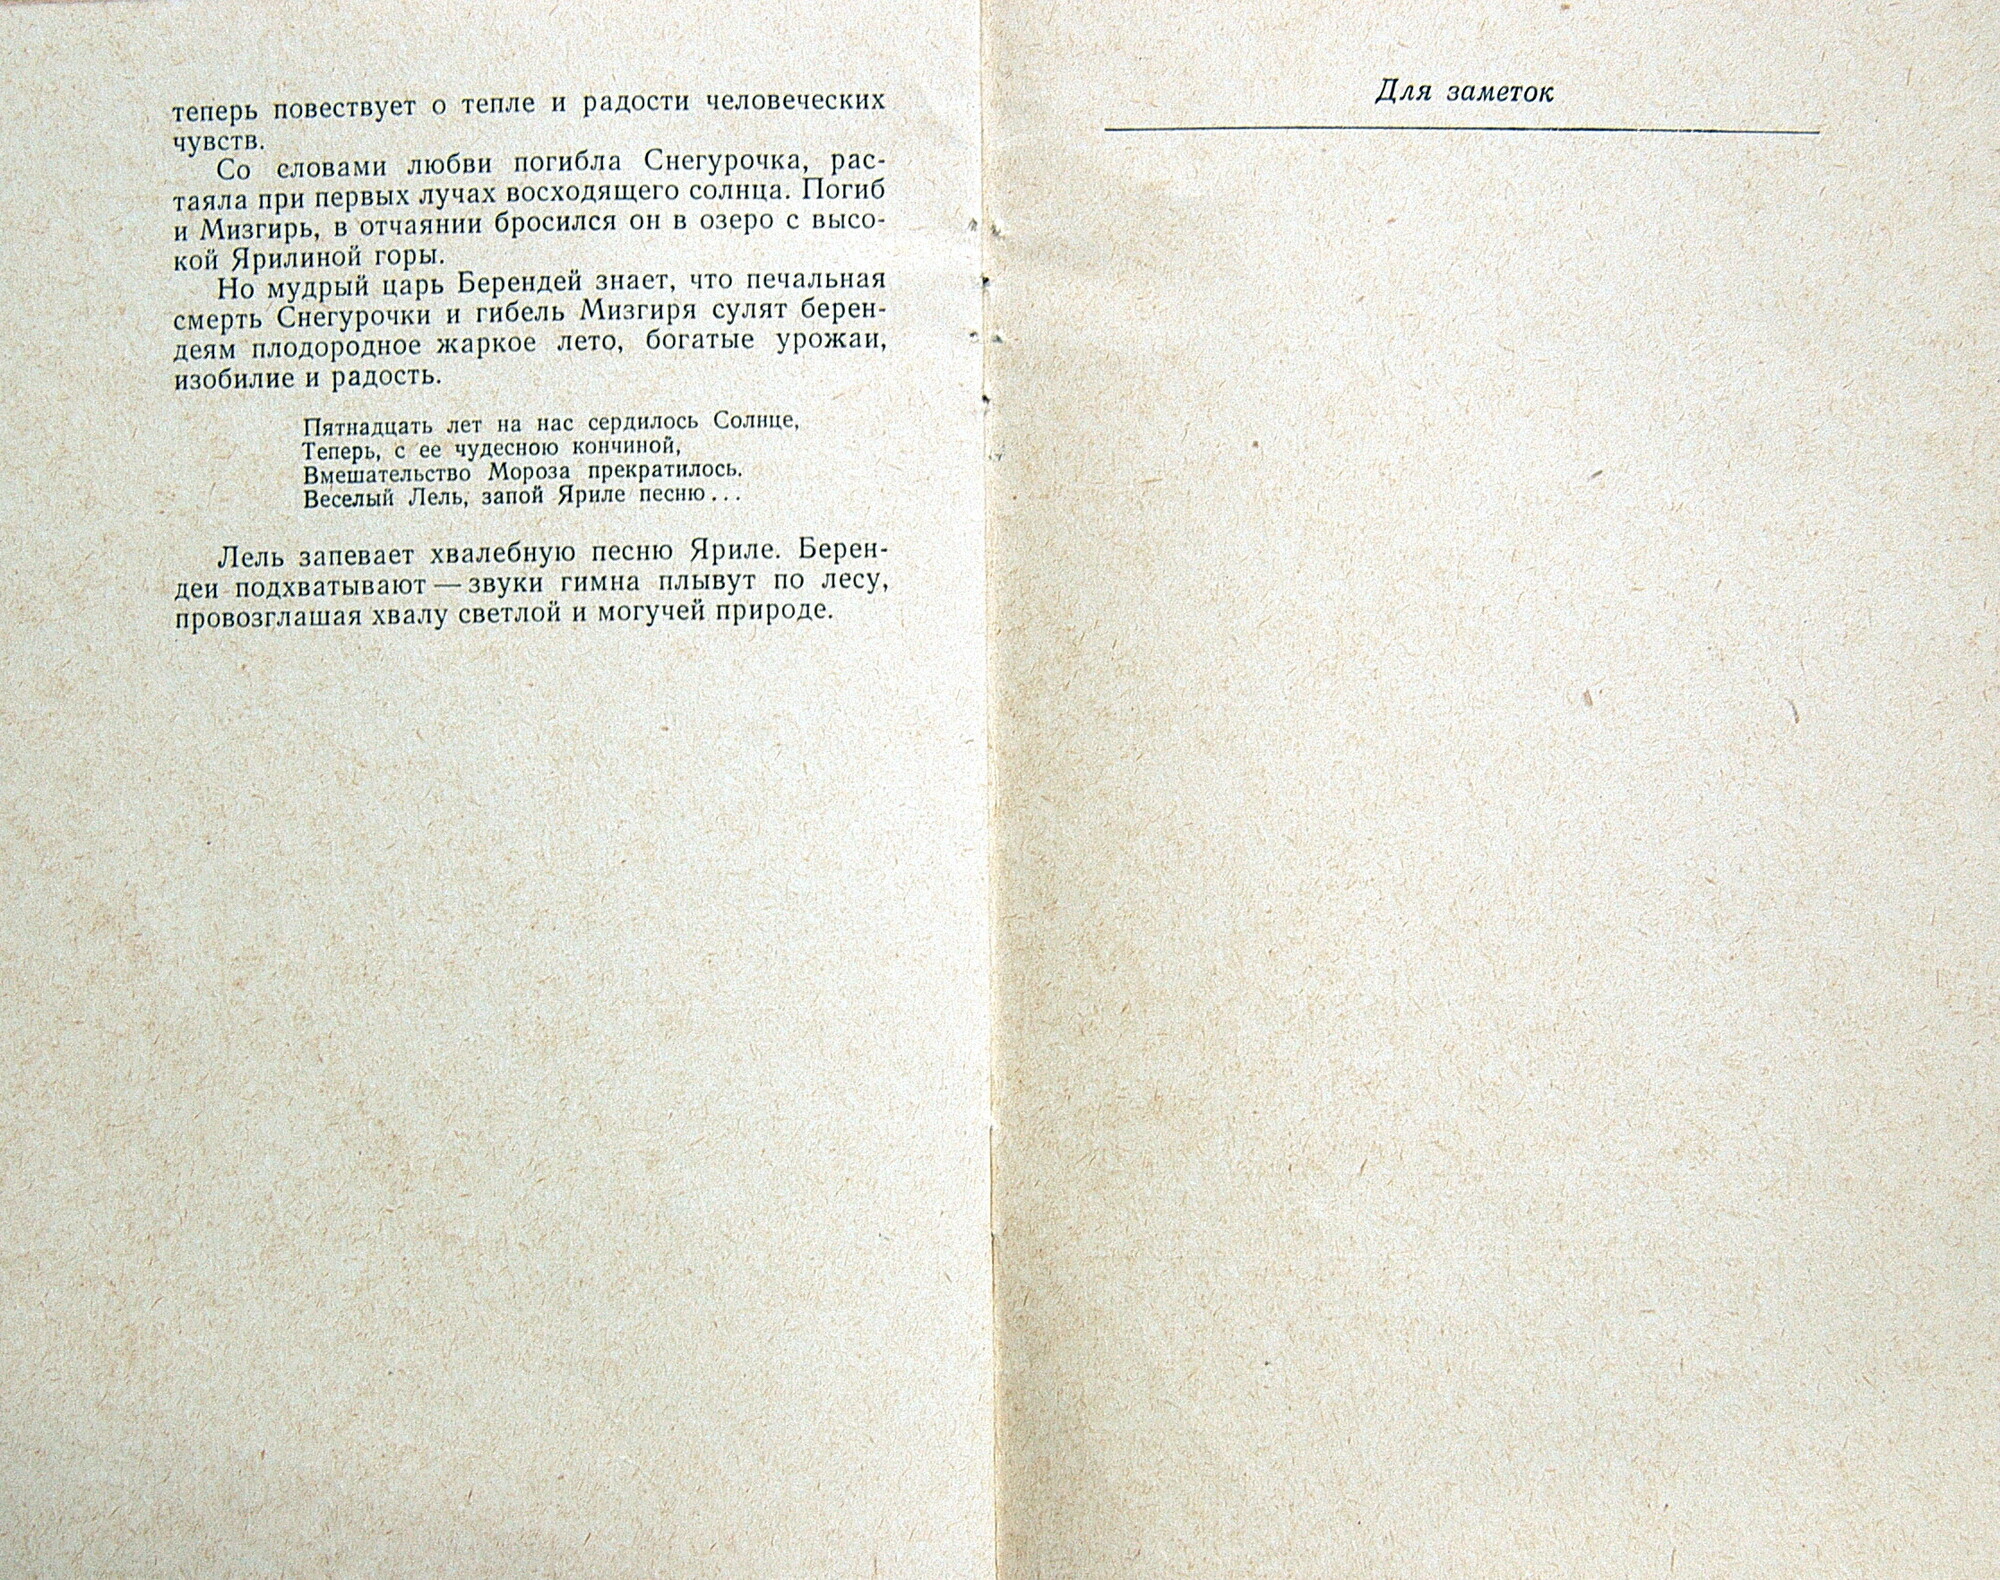 теперь повествует о тепле и радости человеческих
чувств.
Со словами любви погибла Снегурочка, рас-
таяла при первых лучах восходящего солнца. Погиб
и Мизгирь, в отчаянии бросился он в озеро с высо-
кой Ярилиной горы.
Но мудрый царь Берендей знает, что печальная
смерть Снегурочки и гибель Мизгиря сулят берен-
деям плодородное жаркое лето, богатые урожаи,
изобилие и радость.
Пятнадцать лет на нас сердилось Солнце,
Теперь, с ее чудесною кончиной,
Вмешательство Мороза прекратилось.
Веселый Лель, запой Яриле песню...
Лель запевает хвалебную песню Яриле. Берен-
деи подхватывают — звуки гимна плывут по лесу,
провозглашая хвалу светлой и могучей природе.
Для заметок